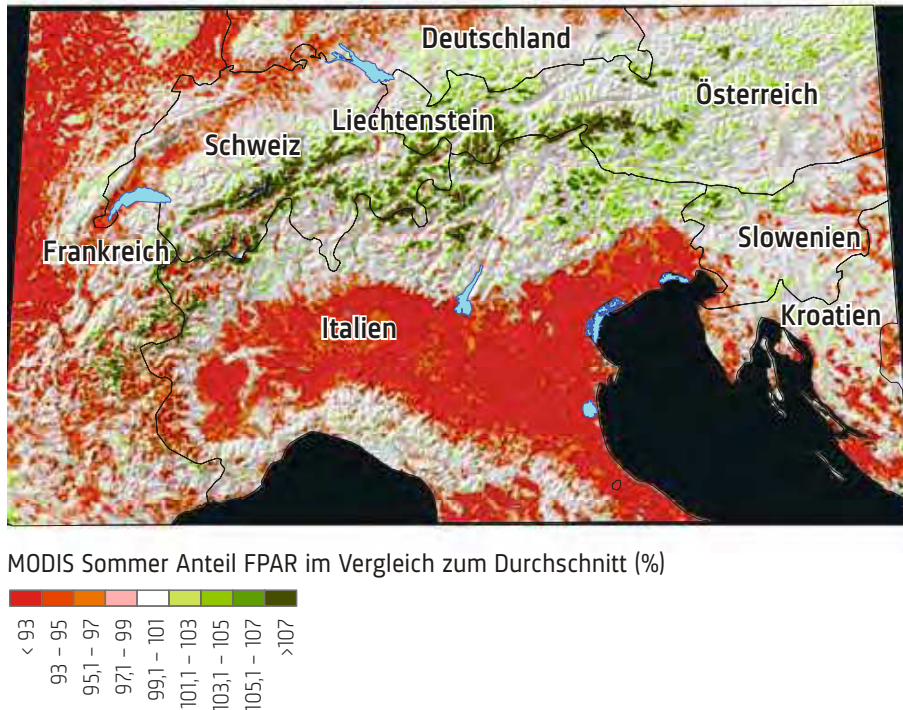 Deutschland
Österreich
Liechtenstein
Schweiz
Frankreich
Slowenien
Italien
Kroatien
MODIS Sommer Anteil FPAR im Vergleich zum Durchschnitt (%)
< 93
93 – 95
95,1 – 97
97,1 – 99
99,1 – 101
101,1 – 103
103,1 – 105
105,1 – 107
>107